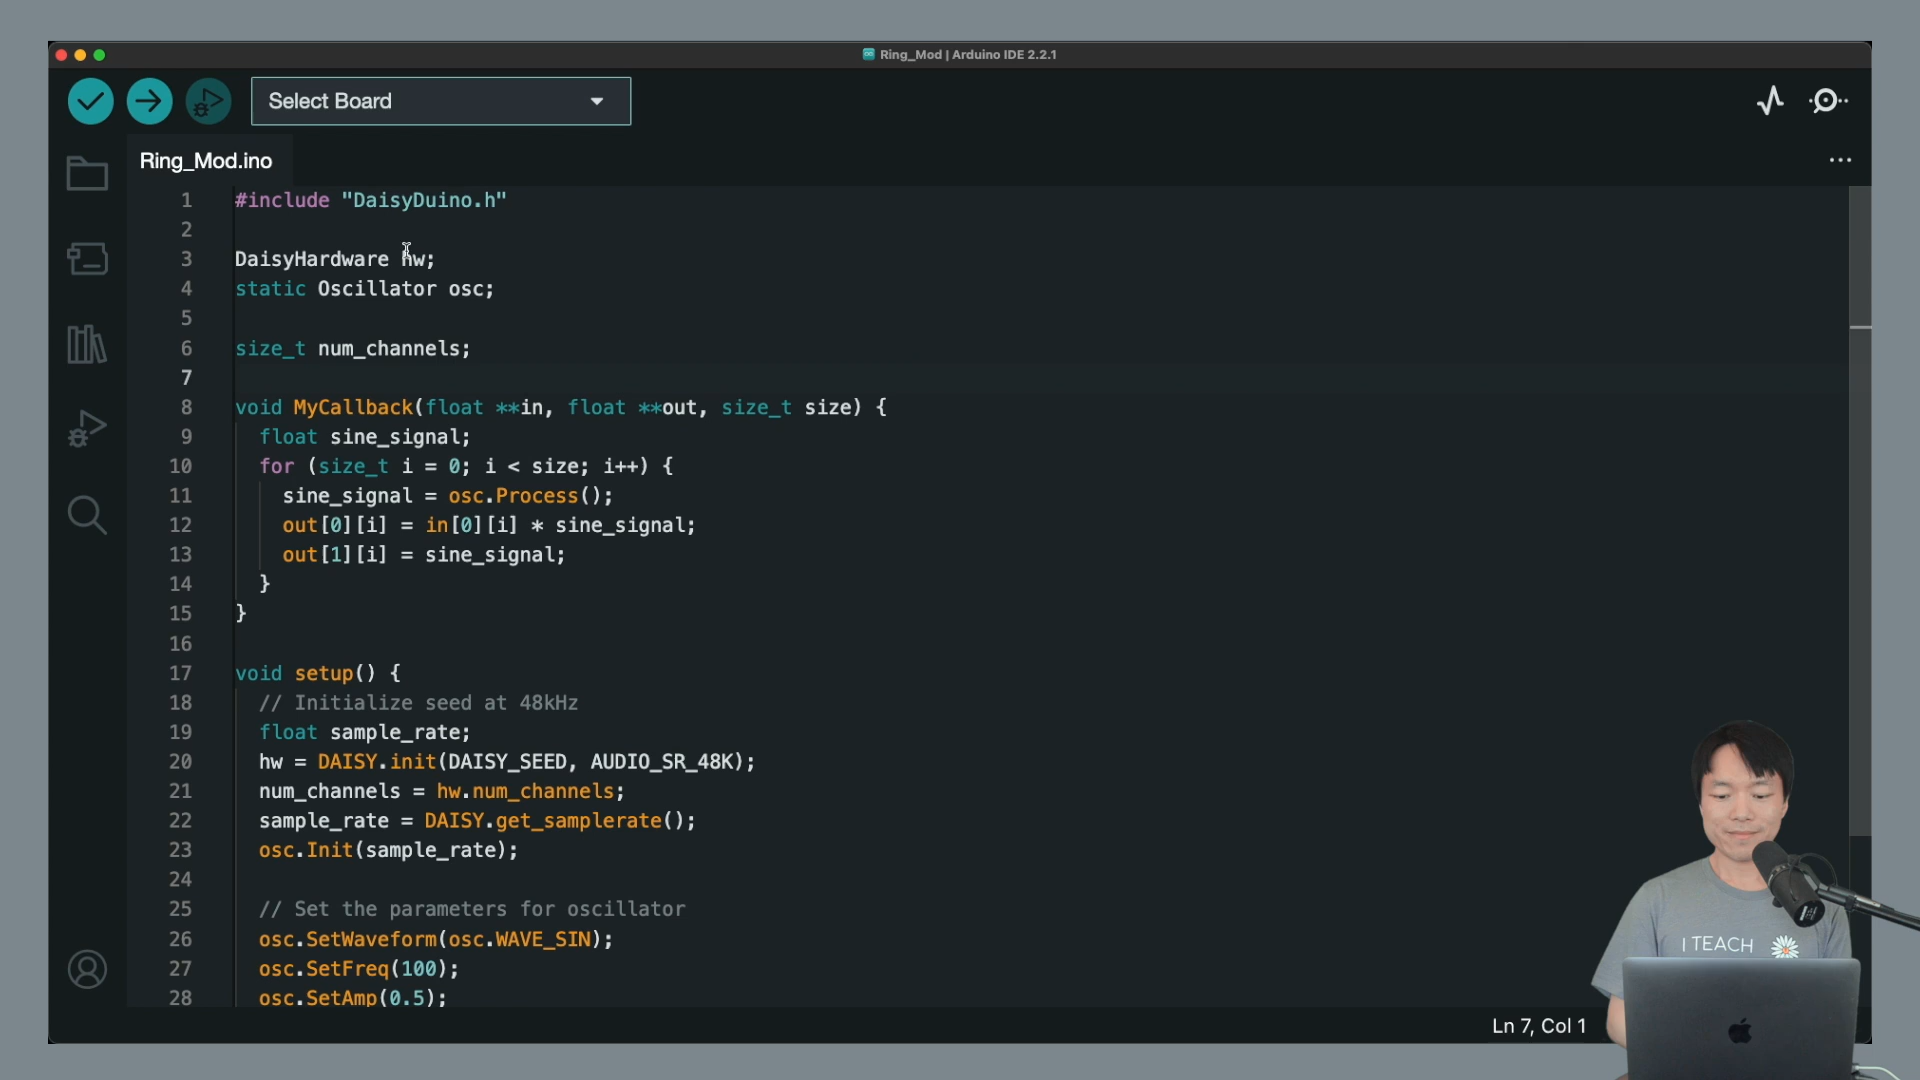 Ring_Mod | Arduino IDE 2.2.1
Select Board
Ring_Mod.ino
1 #include "DaisyDuino.h"
2
3 DaisyHardware hw;
4 static Oscillator osc;
5
6 size_t num_channels;
7
8 void MyCallback(float **in, float **out, size_t size) {
9 float sine_signal;
10 for (size_t i = 0; i < size; i++) {
11 sine_signal = osc.Process();
12 out[0][i] = in[0][i] * sine_signal;
13 out[1][i] = sine_signal;
14 }
15 }
16
17 void setup() {
18 // Initialize seed at 48kHz
19 float sample_rate;
20 hw = DAISY.init(DAISY_SEED, AUDIO_SR_48K);
21 num_channels = hw.num_channels;
22 sample_rate = DAISY.get_samplerate();
23 osc.Init(sample_rate);
24
25 // Set the parameters for oscillator
26 osc.SetWaveform(osc.WAVE_SIN);
27 osc.SetFreq(100);
28 osc.SetAmp(0.5);
Ln 7, Col 1
I TEACH